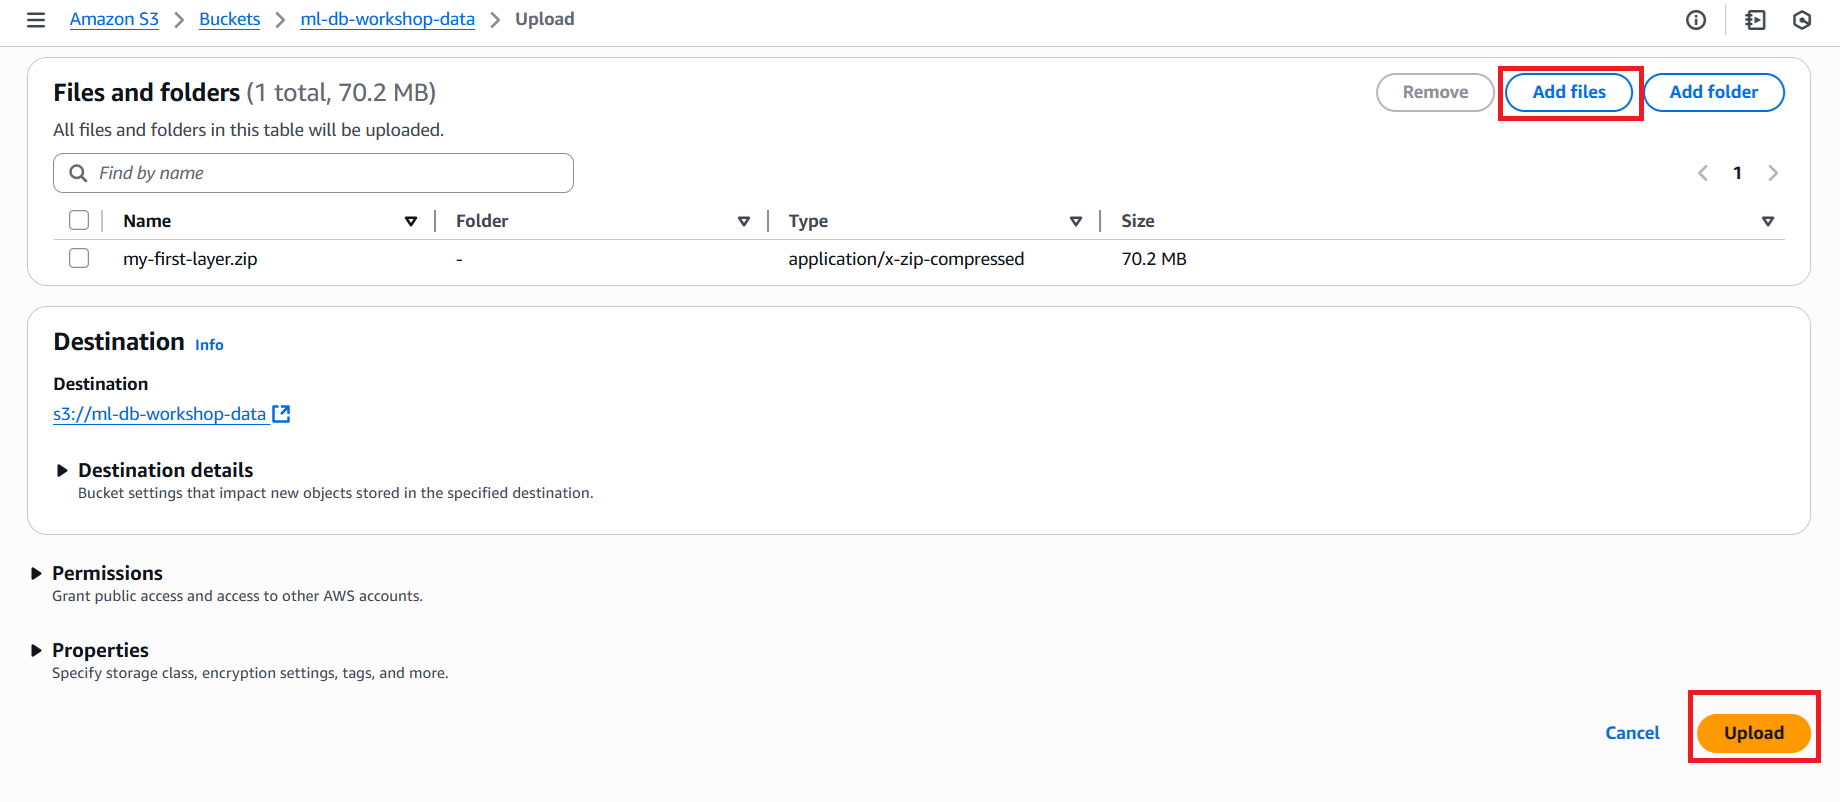 Amazon S3 > Buckets > ml-db-workshop-data > Upload
Files and folders (1 total, 70.2 MB)
Remove
Add files
Add folder
All files and folders in this table will be uploaded.
Find by name
1
Name
Folder
Type
Size
my-first-layer.zip
-
application/x-zip-compressed
70.2 MB
Destination Info
Destination
s3://ml-db-workshop-data
Destination details
Bucket settings that impact new objects stored in the specified destination.
Permissions
Grant public access and access to other AWS accounts.
Properties
Specify storage class, encryption settings, tags, and more.
Cancel
Upload